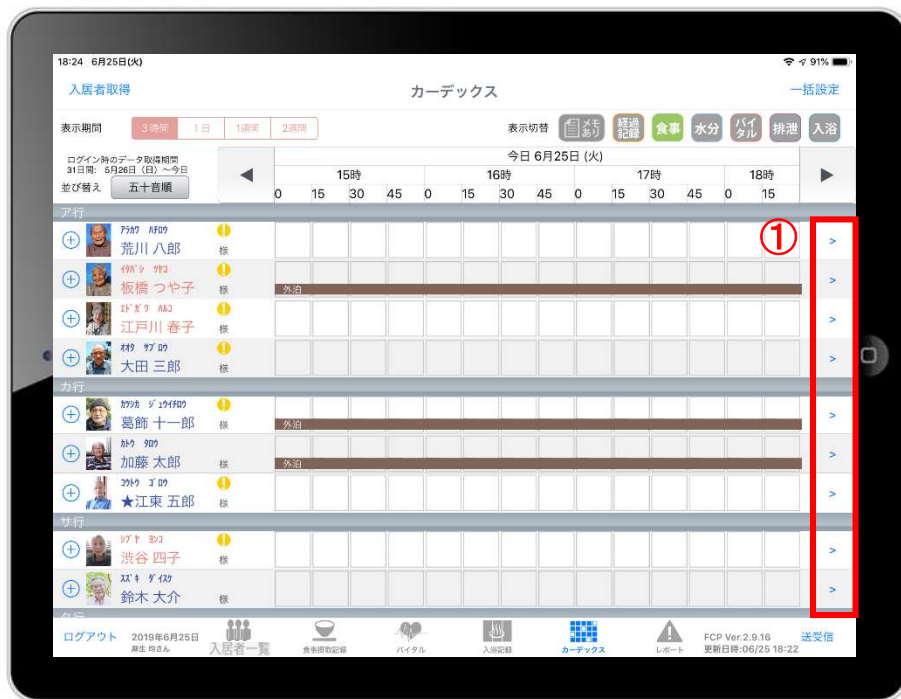 18:24 6月25日(火) 91%
入居者取得 カーデックス 一括設定
表示期間 3時間 1日 1週間 2週間 表示切替 メモあり 経過記録 食事 水分 バイタル 排泄 入浴
ログイン時のデータ取得期間
31日間: 5月26日(日)~今日
並び替え 五十音順
今日 6月25日 (火)
15時 16時 17時 18時
0 15 30 45 0 15 30 45 0 15 30 45 0 15
ア行
①
アラカワ ハチロウ
荒川 八郎 様 >
イタバシ ツヤコ
板橋 つや子 様 外泊 >
エドガワ ハルコ
江戸川 春子 様 >
オオタ サブロウ
大田 三郎 様 >
カ行
カツシカ ジュウイチロウ
葛飾 十一郎 様 外泊 >
カトウ タロウ
加藤 太郎 様 外泊 >
コウトウ ゴロウ
★江東 五郎 様 >
サ行
シブヤ ヨンコ
渋谷 四子 様 >
スズキ ダイスケ
鈴木 大介 様 >
タ行
ログアウト 2019年6月25日
麻生 均さん
入居者一覧 食事摂取記録 バイタル 入浴記録 カーデックス レポート
FCP Ver.2.9.16
更新日時:06/25 18:22
送受信